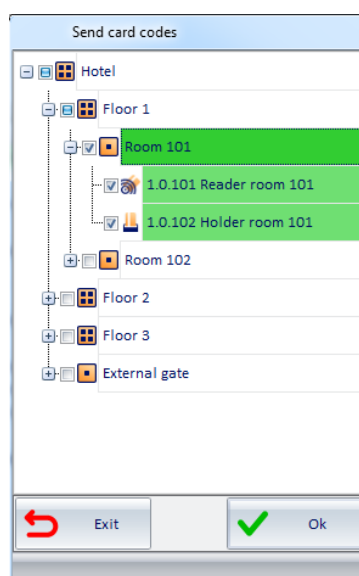 Send card codes
Hotel
Floor 1
Room 101
1.0.101 Reader room 101
1.0.102 Holder room 101
Room 102
Floor 2
Floor 3
External gate
Exit
Ok